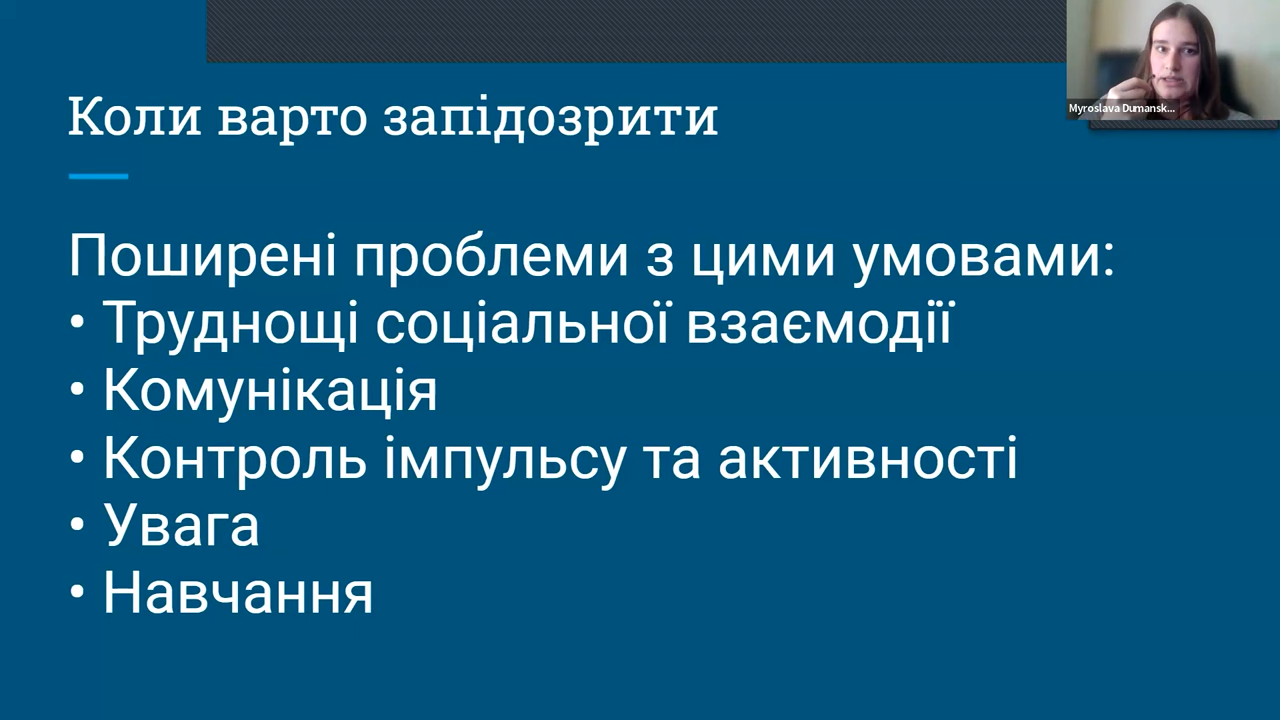 Коли варто запідозрити
Myroslava Dumansk...
Поширені проблеми з цими умовами:
• Труднощі соціальної взаємодії
• Комунікація
• Контроль імпульсу та активності
• Увага
• Навчання